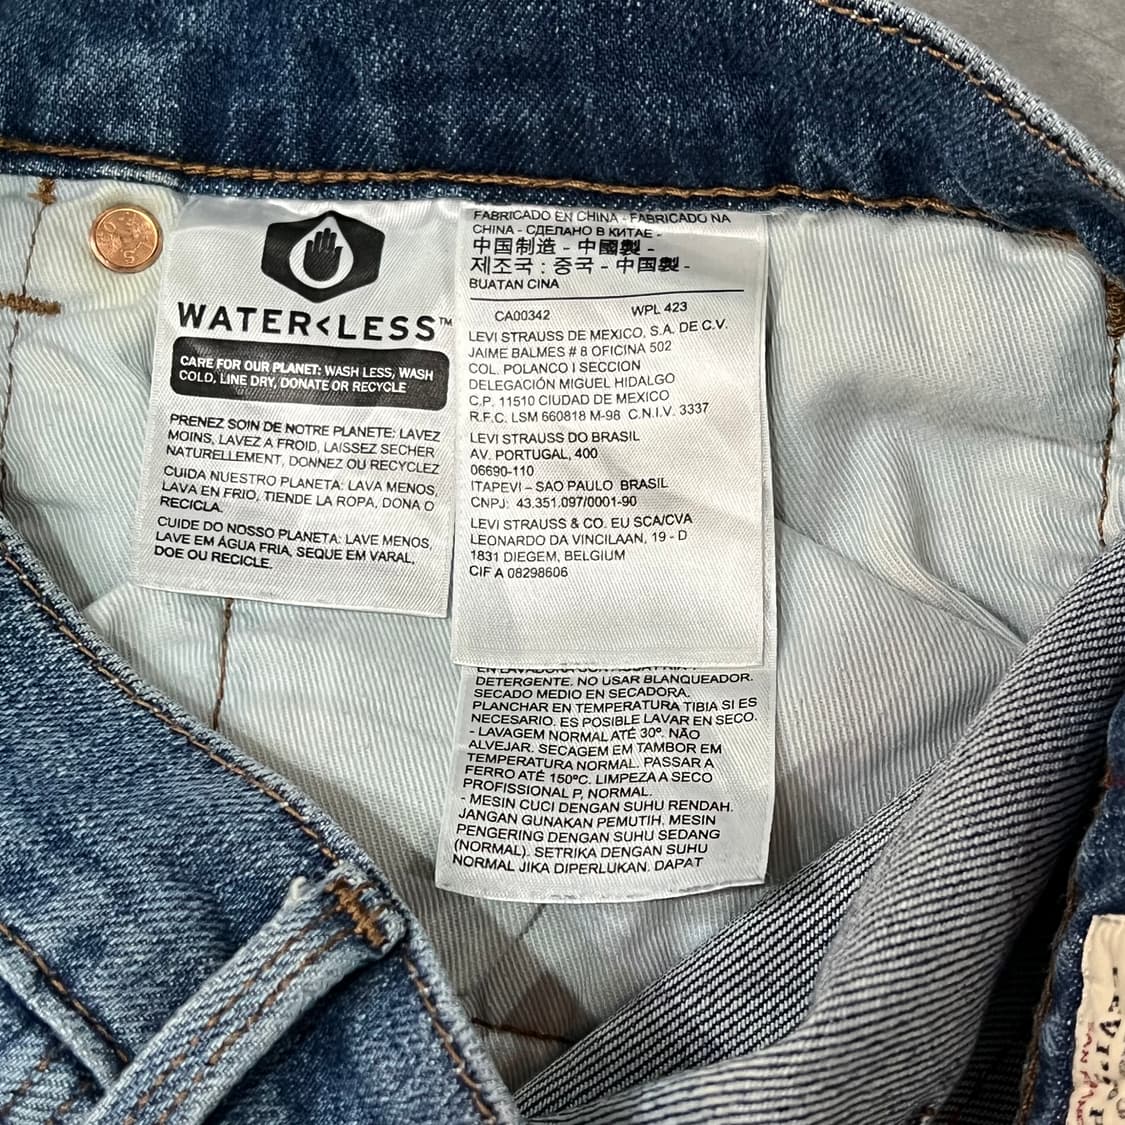 WATER<LESS™
CARE FOR OUR PLANET: WASH LESS, WASH
COLD, LINE DRY, DONATE OR RECYCLE
PRENEZ SOIN DE NOTRE PLANETE: LAVEZ
MOINS, LAVEZ A FROID, LAISSEZ SECHER
NATURELLEMENT, DONNEZ OU RECYCLEZ
CUIDA NUESTRO PLANETA: LAVA MENOS,
LAVA EN FRIO, TIENDE LA ROPA, DONA O
RECICLA.
CUIDE DO NOSSO PLANETA: LAVE MENOS,
LAVE EM ÁGUA FRIA, SEQUE EM VARAL,
DOE OU RECICLE.
FABRICADO EN CHINA - FABRICADO NA
CHINA - СДЕЛАНО В КИТАЕ -
中国制造 - 中國製 -
제조국 : 중국 - 中国製 -
BUATAN CINA
CA00342 WPL 423
LEVI STRAUSS DE MEXICO, S.A. DE C.V.
JAIME BALMES # 8 OFICINA 502
COL. POLANCO I SECCION
DELEGACIÓN MIGUEL HIDALGO
C.P. 11510 CIUDAD DE MEXICO
R.F.C. LSM 660818 M-98 C.N.I.V. 3337
LEVI STRAUSS DO BRASIL
AV. PORTUGAL, 400
06690-110
ITAPEVI – SAO PAULO BRASIL
CNPJ: 43.351.097/0001-90
LEVI STRAUSS & CO. EU SCA/CVA
LEONARDO DA VINCILAAN, 19 - D
1831 DIEGEM, BELGIUM
CIF A 08298606
DETERGENTE. NO USAR BLANQUEADOR.
SECADO MEDIO EN SECADORA.
PLANCHAR EN TEMPERATURA TIBIA SI ES
NECESARIO. ES POSIBLE LAVAR EN SECO.
- LAVAGEM NORMAL ATÉ 30º. NÃO
ALVEJAR. SECAGEM EM TAMBOR EM
TEMPERATURA NORMAL. PASSAR A
FERRO ATÉ 150ºC. LIMPEZA A SECO
PROFISSIONAL P, NORMAL.
- MESIN CUCI DENGAN SUHU RENDAH.
JANGAN GUNAKAN PEMUTIH. MESIN
PENGERING DENGAN SUHU SEDANG
(NORMAL). SETRIKA DENGAN SUHU
NORMAL JIKA DIPERLUKAN. DAPAT